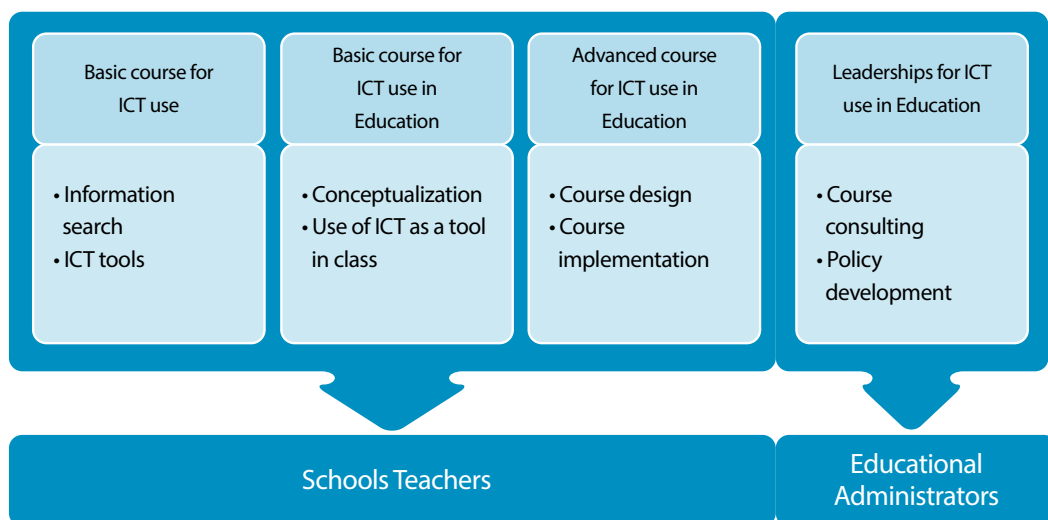 Basic course for
ICT use
• Information
search
• ICT tools
Basic course for
ICT use in
Education
• Conceptualization
• Use of ICT as a tool
in class
Advanced course
for ICT use in
Education
• Course design
• Course
implementation
Leaderships for ICT
use in Education
• Course
consulting
• Policy
development
Schools Teachers
Educational
Administrators